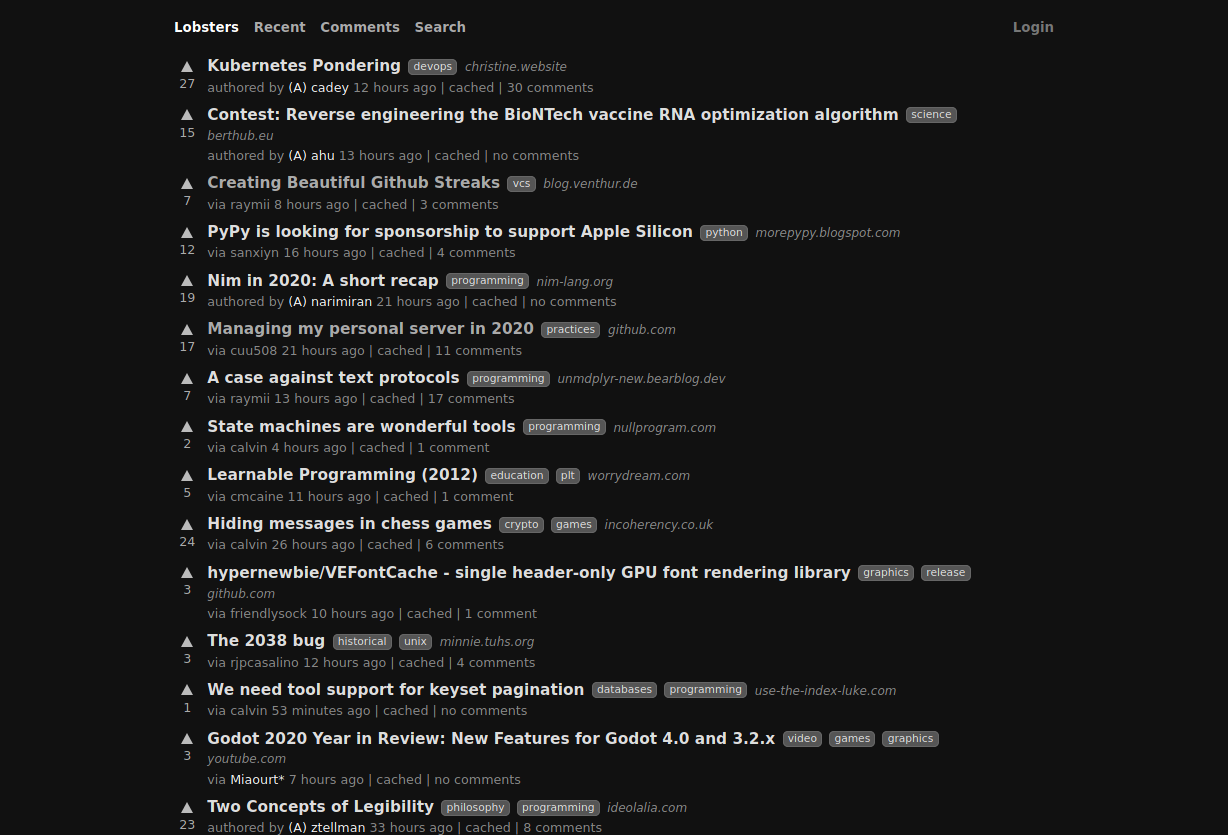 Lobsters Recent Comments Search Login
▲ Kubernetes Pondering devops christine.website
27 authored by (A) cadey 12 hours ago | cached | 30 comments
▲ Contest: Reverse engineering the BioNTech vaccine RNA optimization algorithm science
15 berthub.eu
authored by (A) ahu 13 hours ago | cached | no comments
▲ Creating Beautiful Github Streaks vcs blog.venthur.de
7 via raymii 8 hours ago | cached | 3 comments
▲ PyPy is looking for sponsorship to support Apple Silicon python morepypy.blogspot.com
12 via sanxiyn 16 hours ago | cached | 4 comments
▲ Nim in 2020: A short recap programming nim-lang.org
19 authored by (A) narimiran 21 hours ago | cached | no comments
▲ Managing my personal server in 2020 practices github.com
17 via cuu508 21 hours ago | cached | 11 comments
▲ A case against text protocols programming unmdplyr-new.bearblog.dev
7 via raymii 13 hours ago | cached | 17 comments
▲ State machines are wonderful tools programming nullprogram.com
2 via calvin 4 hours ago | cached | 1 comment
▲ Learnable Programming (2012) education plt worrydream.com
5 via cmcaine 11 hours ago | cached | 1 comment
▲ Hiding messages in chess games crypto games incoherency.co.uk
24 via calvin 26 hours ago | cached | 6 comments
▲ hypernewbie/VEFontCache - single header-only GPU font rendering library graphics release
3 github.com
via friendlysock 10 hours ago | cached | 1 comment
▲ The 2038 bug historical unix minnie.tuhs.org
3 via rjpcasalino 12 hours ago | cached | 4 comments
▲ We need tool support for keyset pagination databases programming use-the-index-luke.com
1 via calvin 53 minutes ago | cached | no comments
▲ Godot 2020 Year in Review: New Features for Godot 4.0 and 3.2.x video games graphics
3 youtube.com
via Miaourt* 7 hours ago | cached | no comments
▲ Two Concepts of Legibility philosophy programming ideolalia.com
23 authored by (A) ztellman 33 hours ago | cached | 8 comments